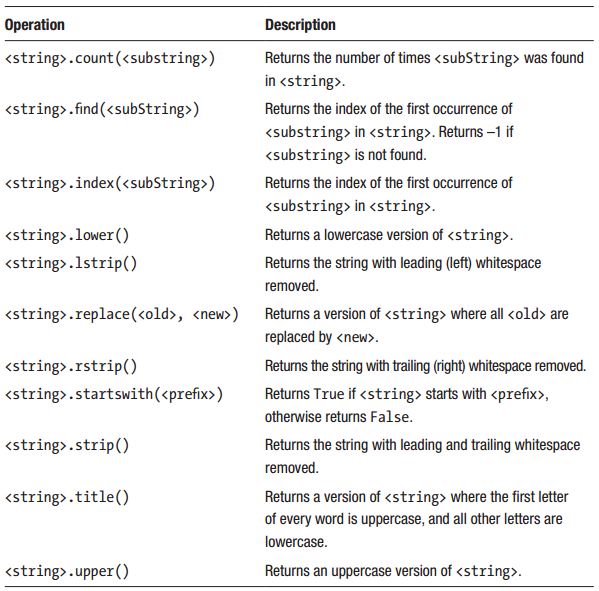 Operation Description
<string>.count(<substring>) Returns the number of times <subString> was found
in <string>.
<string>.find(<subString>) Returns the index of the first occurrence of
<substring> in <string>. Returns –1 if
<substring> is not found.
<string>.index(<subString>) Returns the index of the first occurrence of
<substring> in <string>.
<string>.lower() Returns a lowercase version of <string>.
<string>.lstrip() Returns the string with leading (left) whitespace
removed.
<string>.replace(<old>, <new>) Returns a version of <string> where all <old> are
replaced by <new>.
<string>.rstrip() Returns the string with trailing (right) whitespace removed.
<string>.startswith(<prefix>) Returns True if <string> starts with <prefix>,
otherwise returns False.
<string>.strip() Returns the string with leading and trailing whitespace
removed.
<string>.title() Returns a version of <string> where the first letter
of every word is uppercase, and all other letters are
lowercase.
<string>.upper() Returns an uppercase version of <string>.